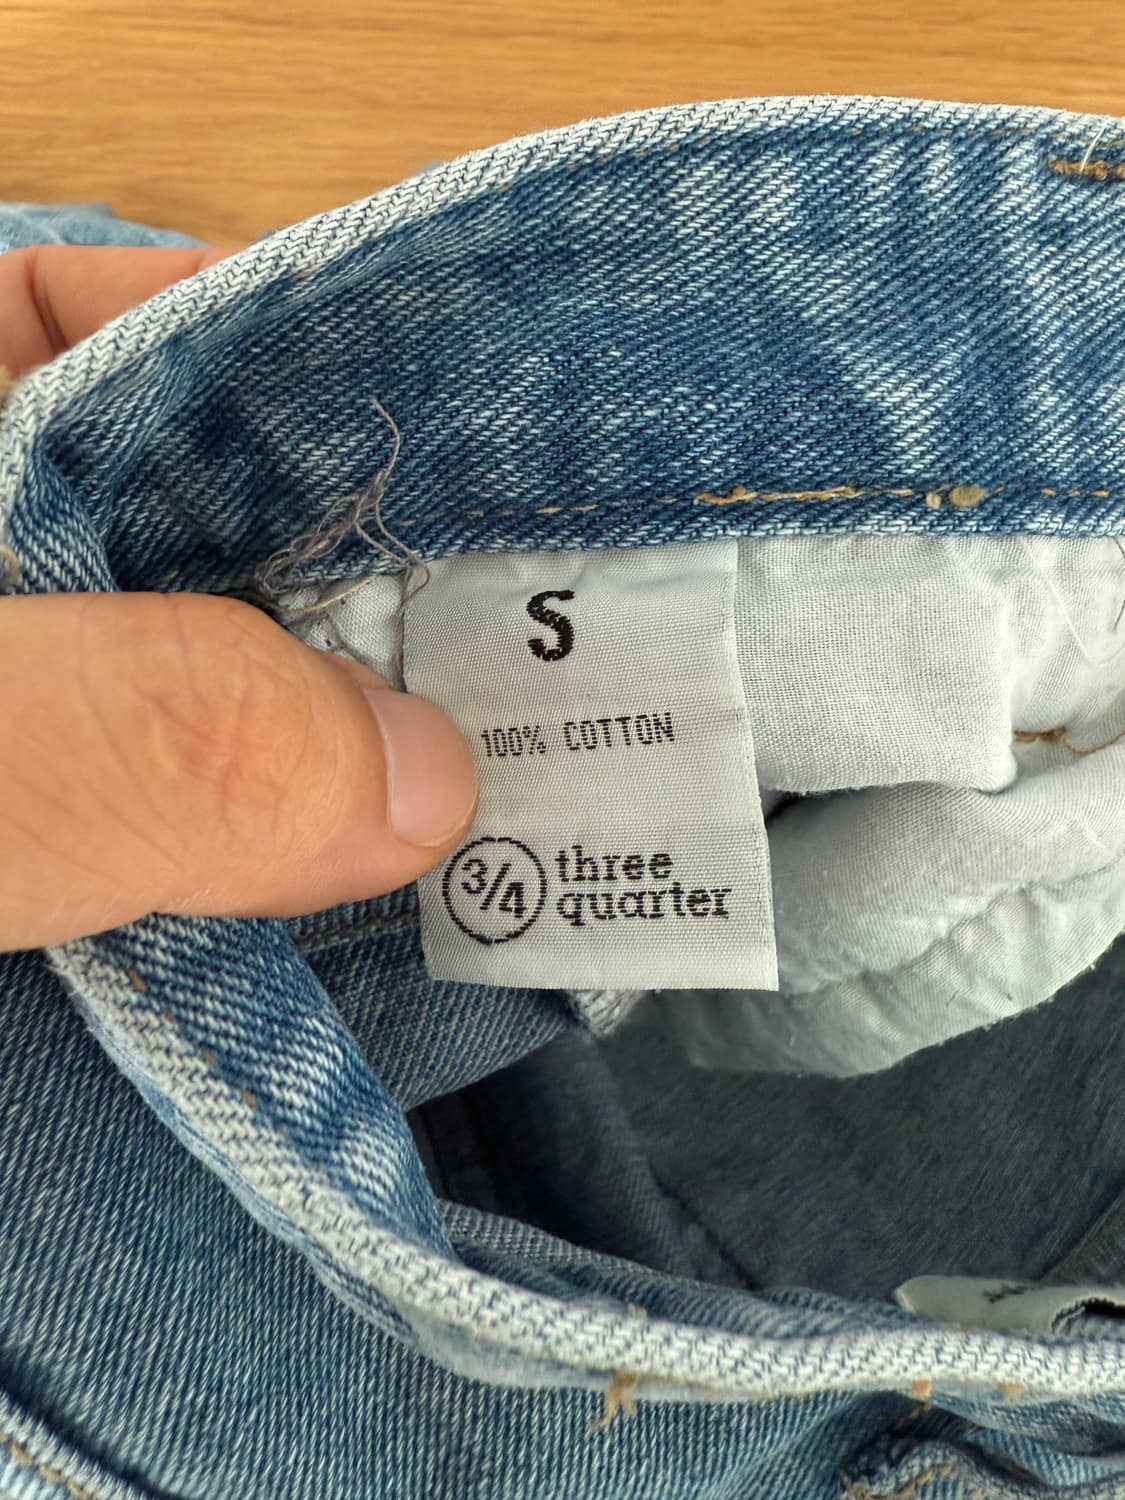 S
100% COTTON
3/4 three
quarter